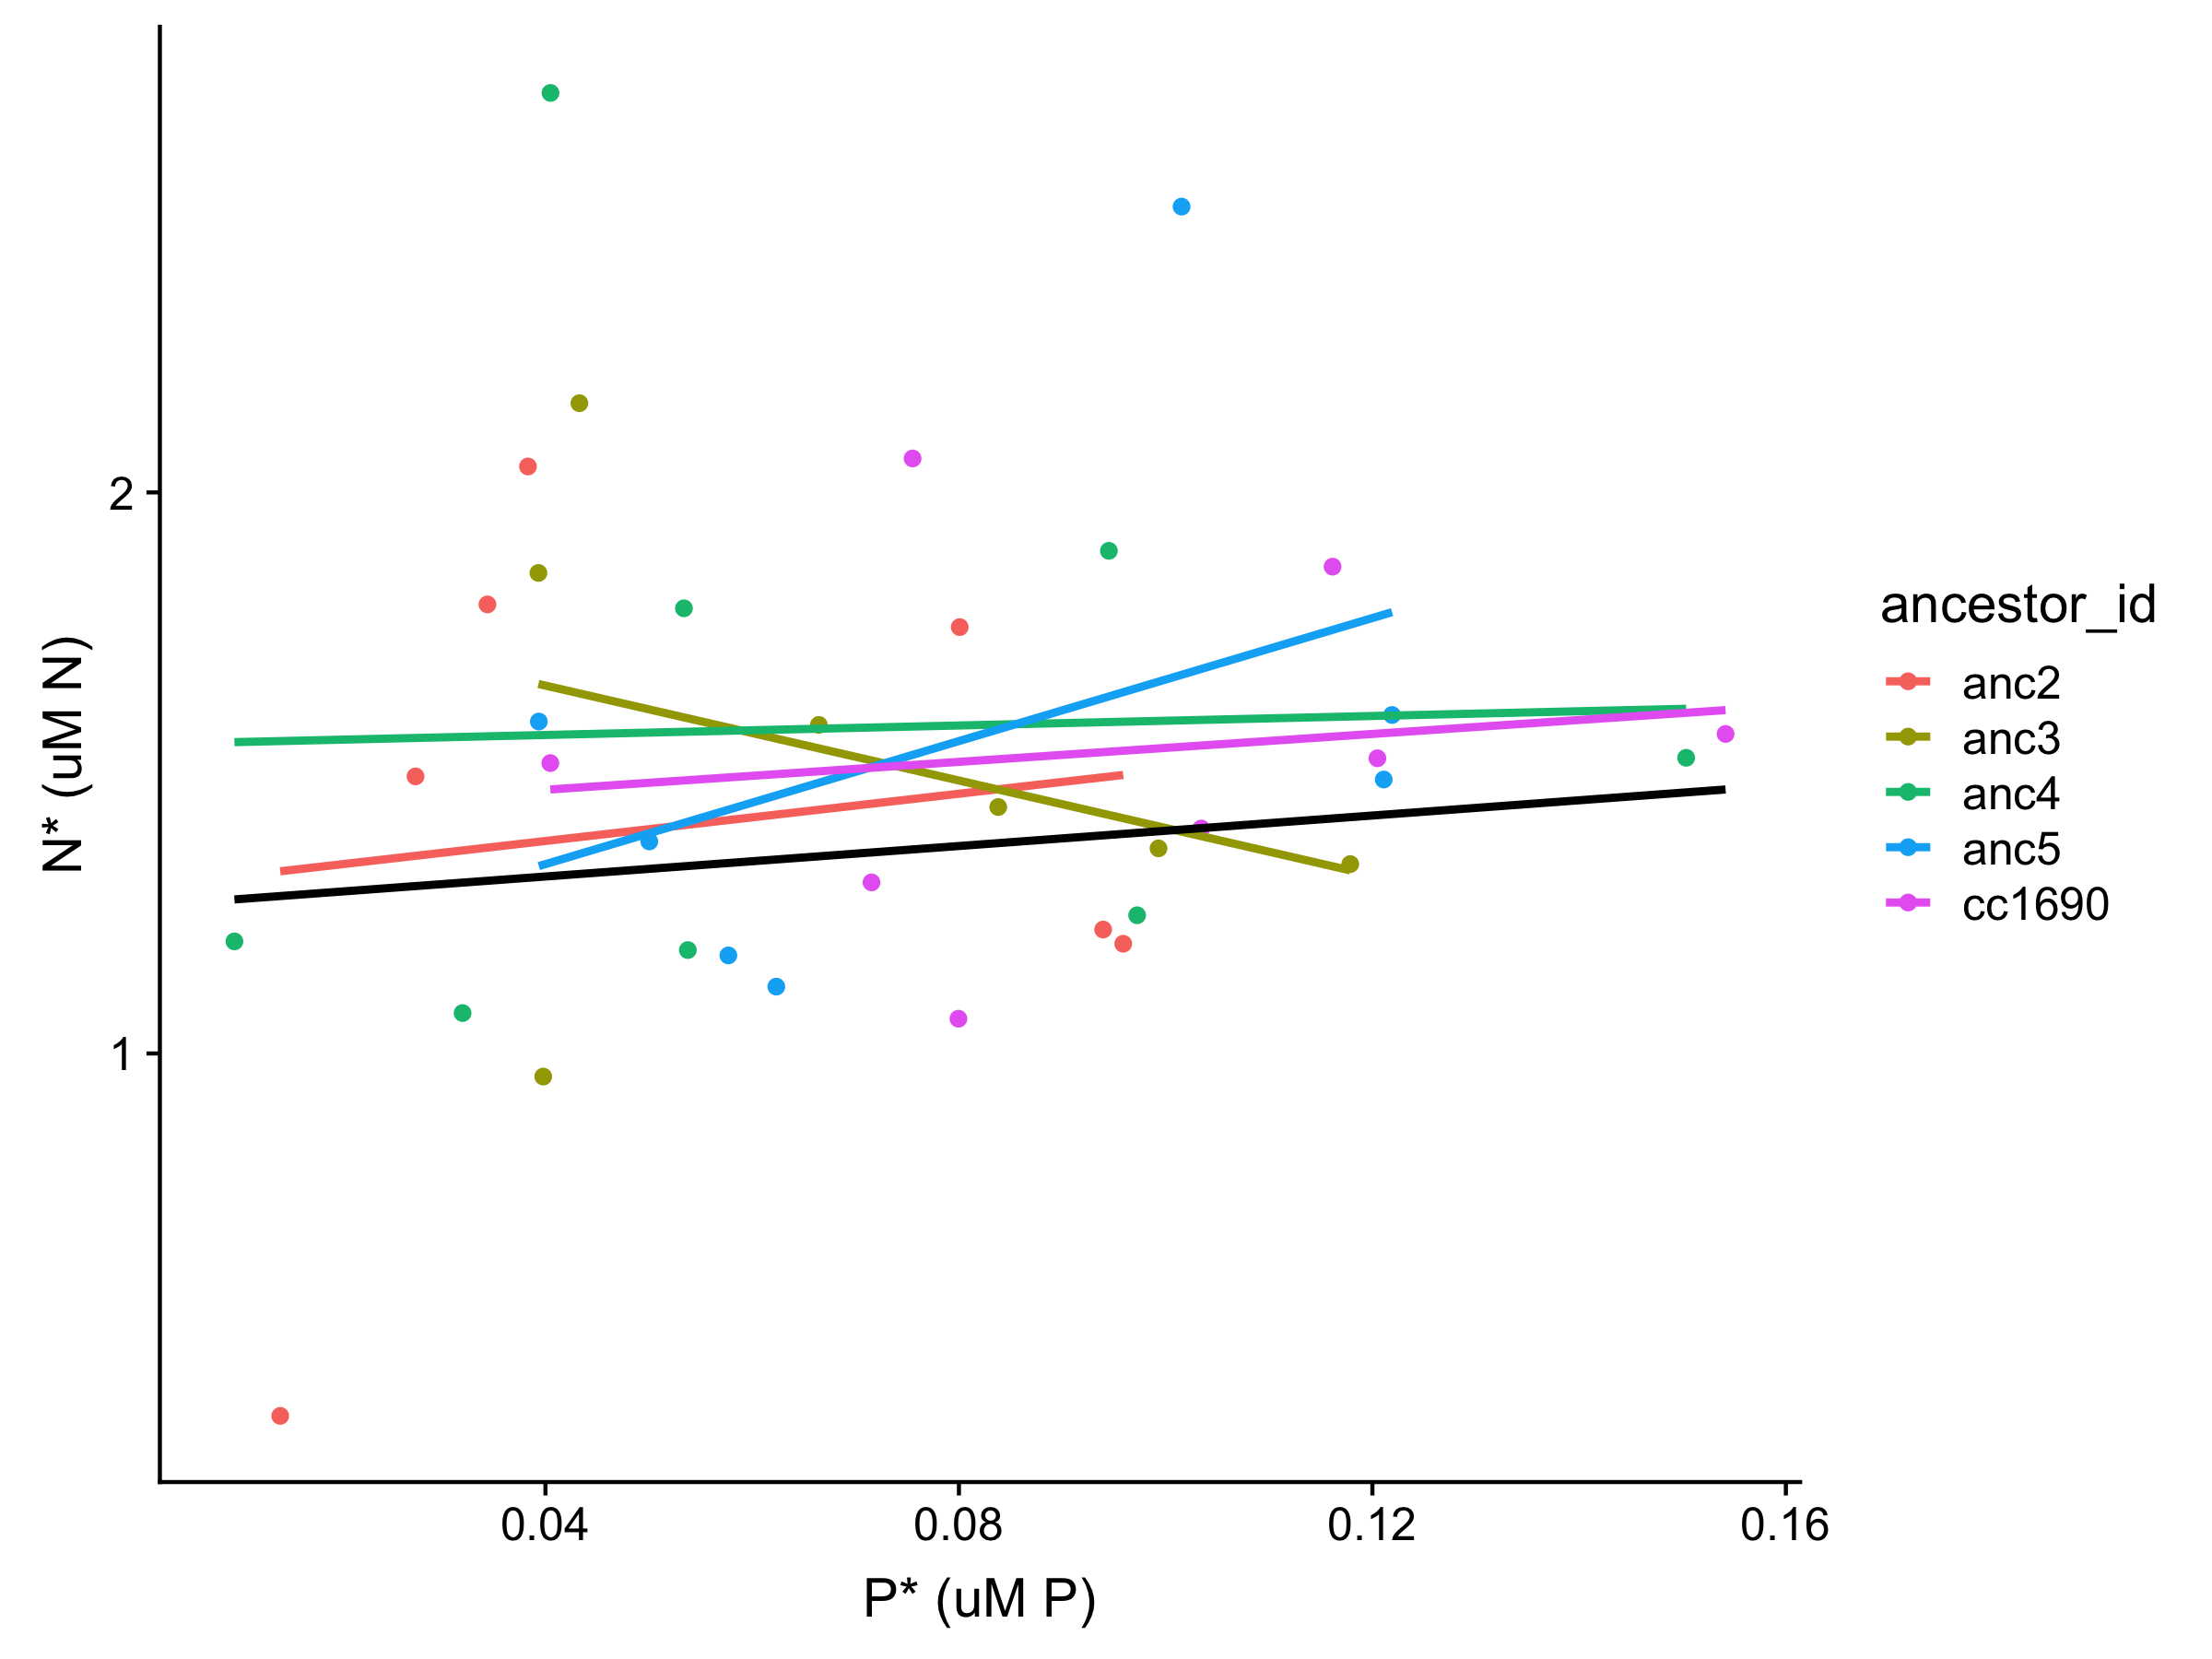 N* (uM N)
2
1
0.04
0.08
0.12
0.16
P* (uM P)
ancestor_id
anc2
anc3
anc4
anc5
cc1690